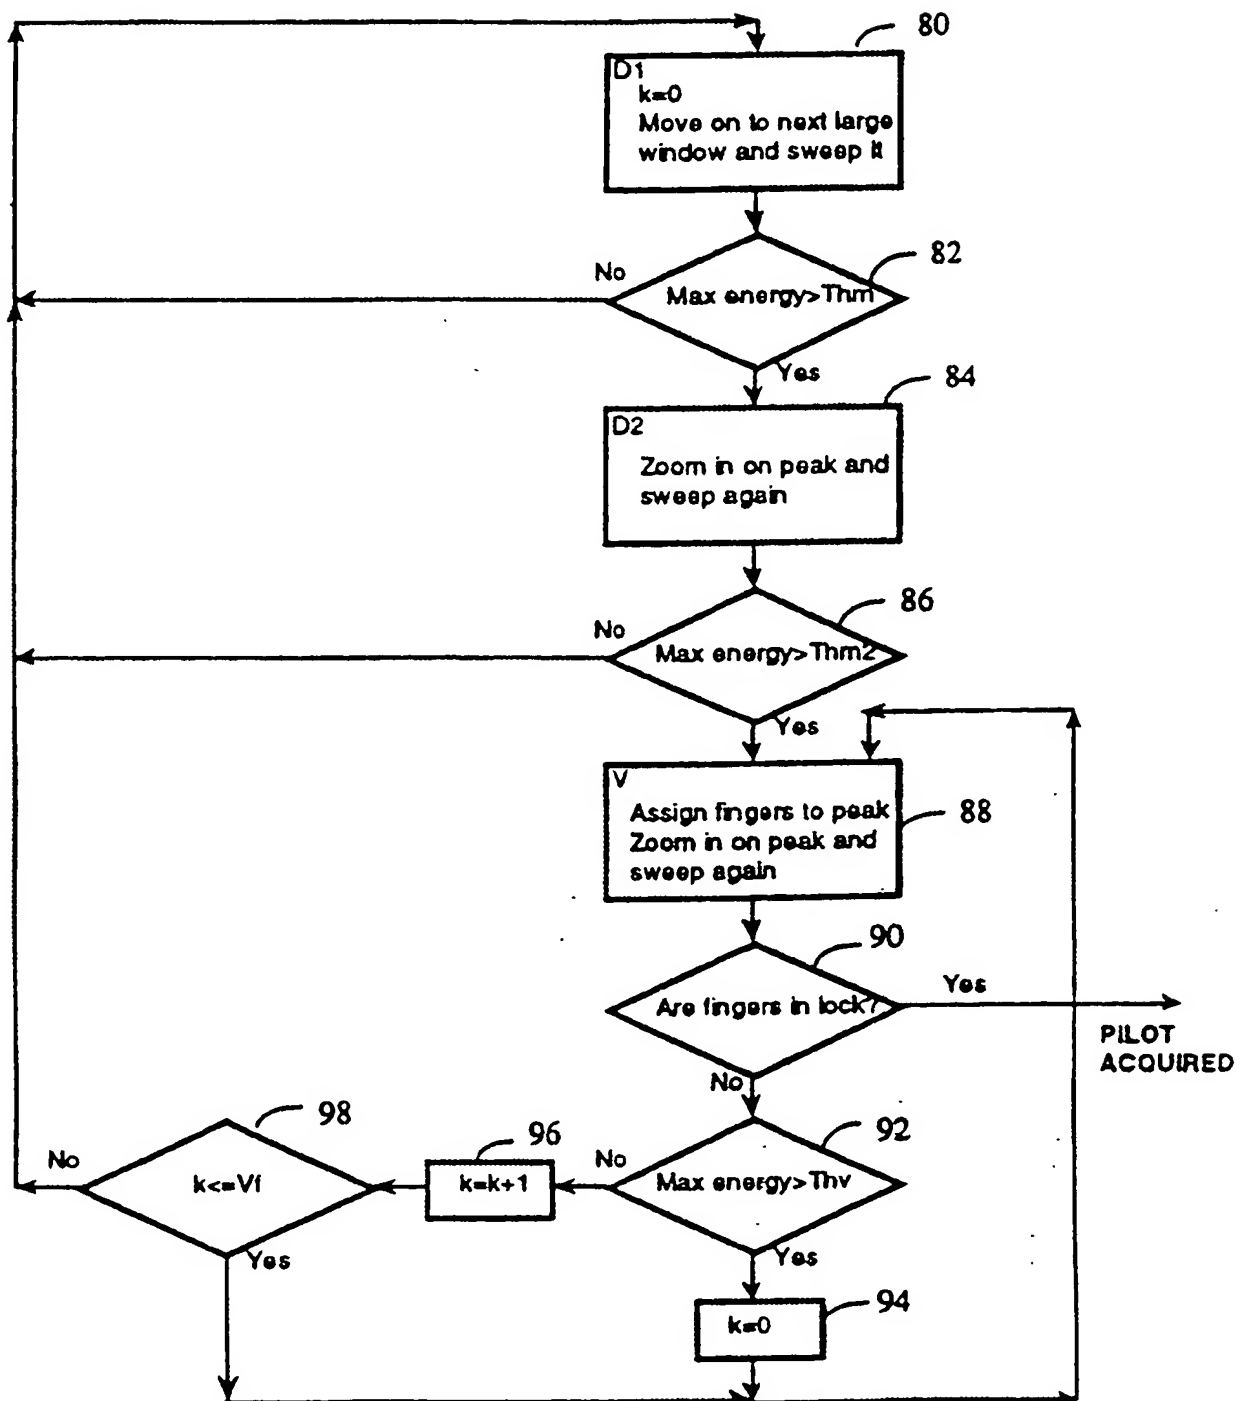 80
D1
k=0
Move on to next large
window and sweep it
82
No
Max energy>Thm
Yes
84
D2
Zoom in on peak and
sweep again
86
No
Max energy>Thm2
Yes
V
Assign fingers to peak
Zoom in on peak and
sweep again
88
90
Are fingers in lock?
Yes
PILOT
ACQUIRED
No
92
Max energy>Thv
No
96
k=k+1
98
k<=Vf
No
Yes
Yes
94
k=0